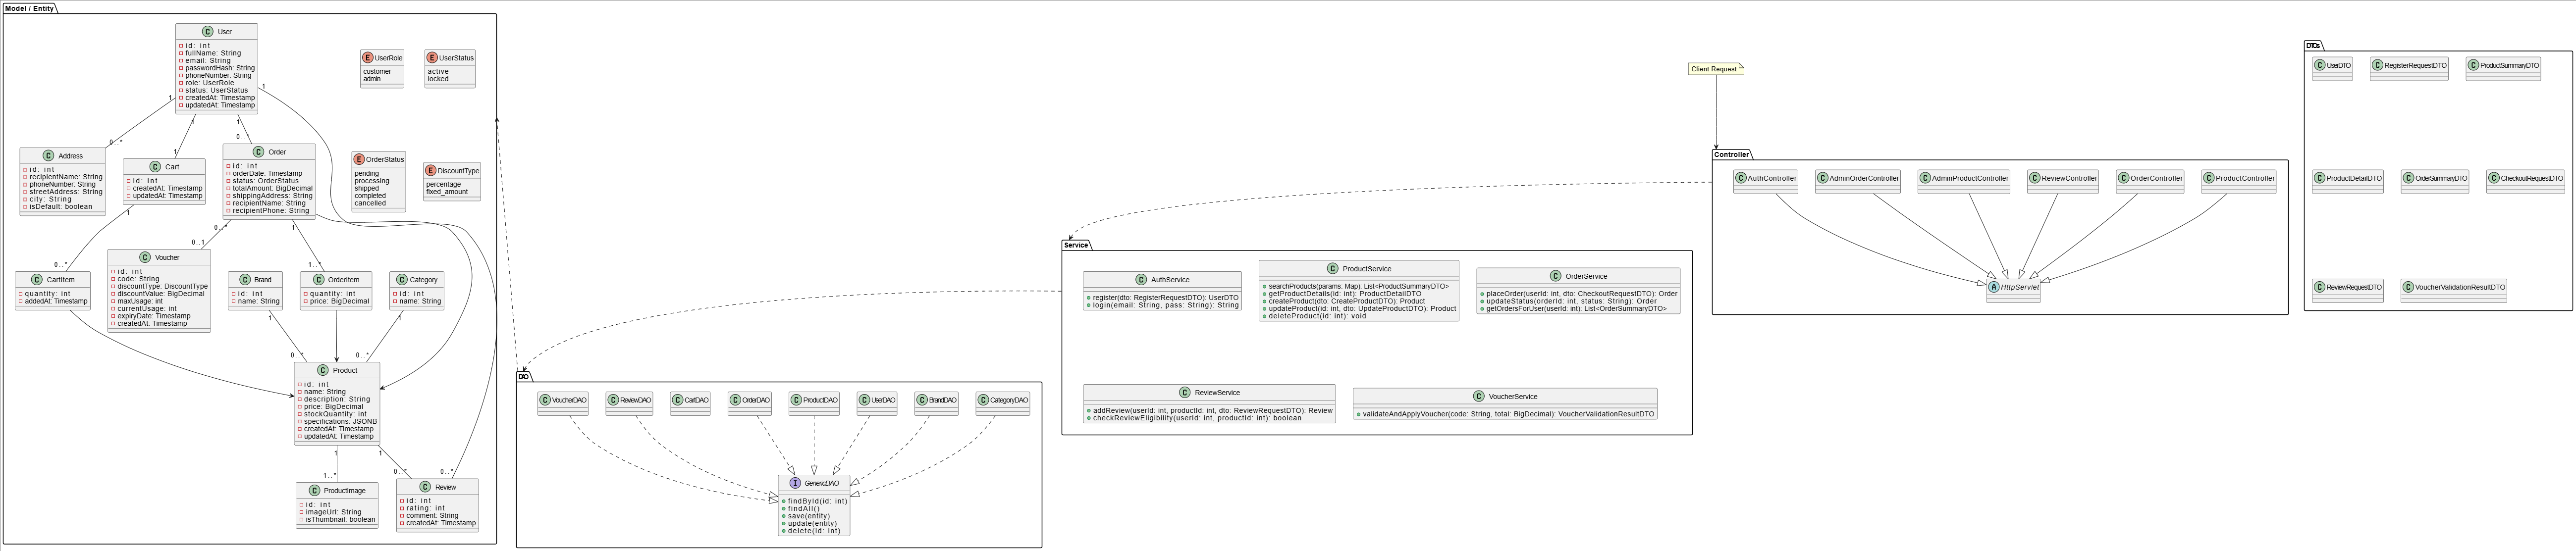 Model / Entity
User
id: int
fullName: String
email: String
passwordHash: String
phoneNumber: String
role: UserRole
status: UserStatus
createdAt: Timestamp
updatedAt: Timestamp
UserRole
customer
admin
UserStatus
active
locked
1
1
1
1
0..*
1
0..*
Address
id: int
recipientName: String
phoneNumber: String
streetAddress: String
city: String
isDefault: boolean
Cart
id: int
createdAt: Timestamp
updatedAt: Timestamp
Order
id: int
orderDate: Timestamp
status: OrderStatus
totalAmount: BigDecimal
shippingAddress: String
recipientName: String
recipientPhone: String
OrderStatus
pending
processing
shipped
completed
cancelled
DiscountType
percentage
fixed_amount
1
0..*
1
0..*
0..1
1..*
CartItem
quantity: int
addedAt: Timestamp
Voucher
id: int
code: String
discountType: DiscountType
discountValue: BigDecimal
maxUsage: int
currentUsage: int
expiryDate: Timestamp
createdAt: Timestamp
Brand
id: int
name: String
OrderItem
quantity: int
price: BigDecimal
Category
id: int
name: String
1
1
0..*
0..*
Product
id: int
name: String
description: String
price: BigDecimal
stockQuantity: int
specifications: JSONB
createdAt: Timestamp
updatedAt: Timestamp
1
1
1..*
0..*
0..*
ProductImage
id: int
imageUrl: String
isThumbnail: boolean
Review
id: int
rating: int
comment: String
createdAt: Timestamp
DAO
VoucherDAO
ReviewDAO
CartDAO
OrderDAO
ProductDAO
UserDAO
BrandDAO
CategoryDAO
GenericDAO
findById(id: int)
findAll()
save(entity)
update(entity)
delete(id: int)
Service
AuthService
register(dto: RegisterRequestDTO): UserDTO
login(email: String, pass: String): String
ProductService
searchProducts(params: Map): List<ProductSummaryDTO>
getProductDetails(id: int): ProductDetailDTO
createProduct(dto: CreateProductDTO): Product
updateProduct(id: int, dto: UpdateProductDTO): Product
deleteProduct(id: int): void
OrderService
placeOrder(userId: int, dto: CheckoutRequestDTO): Order
updateStatus(orderId: int, status: String): Order
getOrdersForUser(userId: int): List<OrderSummaryDTO>
ReviewService
addReview(userId: int, productId: int, dto: ReviewRequestDTO): Review
checkReviewEligibility(userId: int, productId: int): boolean
VoucherService
validateAndApplyVoucher(code: String, total: BigDecimal): VoucherValidationResultDTO
Client Request
Controller
AuthController
AdminOrderController
AdminProductController
ReviewController
OrderController
ProductController
HttpServlet
DTOs
UserDTO
RegisterRequestDTO
ProductSummaryDTO
ProductDetailDTO
OrderSummaryDTO
CheckoutRequestDTO
ReviewRequestDTO
VoucherValidationResultDTO